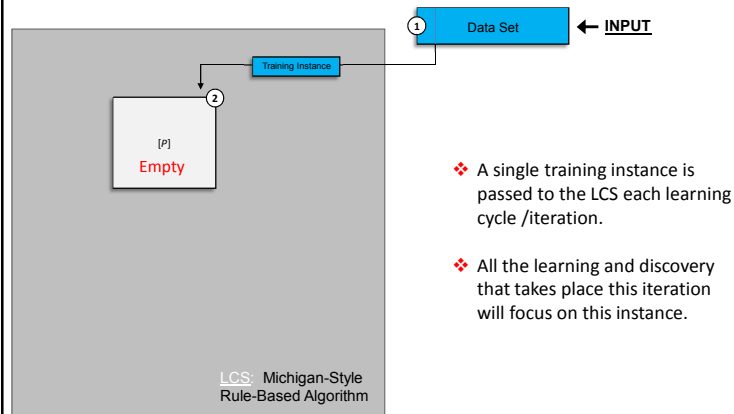 1 Data Set INPUT
Training Instance
2
[P]
Empty
❖ A single training instance is
passed to the LCS each learning
cycle /iteration.
❖ All the learning and discovery
that takes place this iteration
will focus on this instance.
LCS: Michigan-Style
Rule-Based Algorithm